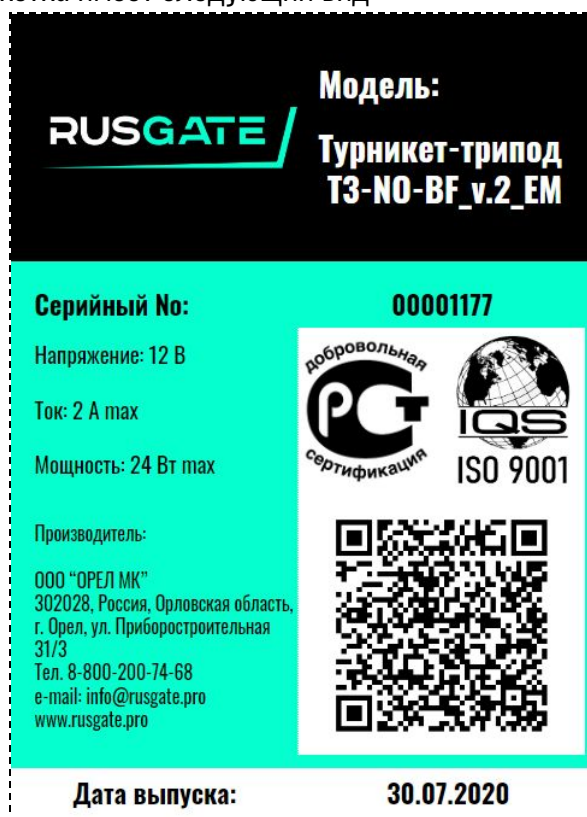 Модель:
RUSGATE
Турникет-трипод
T3-NO-BF_v.2_EM
Серийный No:
00001177
Напряжение: 12 В
Ток: 2 А max
Мощность: 24 Вт max
добровольная
РСТ
сертификация
IQS
ISO 9001
Производитель:
ООО “ОРЕЛ МК”
302028, Россия, Орловская область,
г. Орел, ул. Приборостроительная
31/3
Тел. 8-800-200-74-68
e-mail: info@rusgate.pro
www.rusgate.pro
Дата выпуска:
30.07.2020